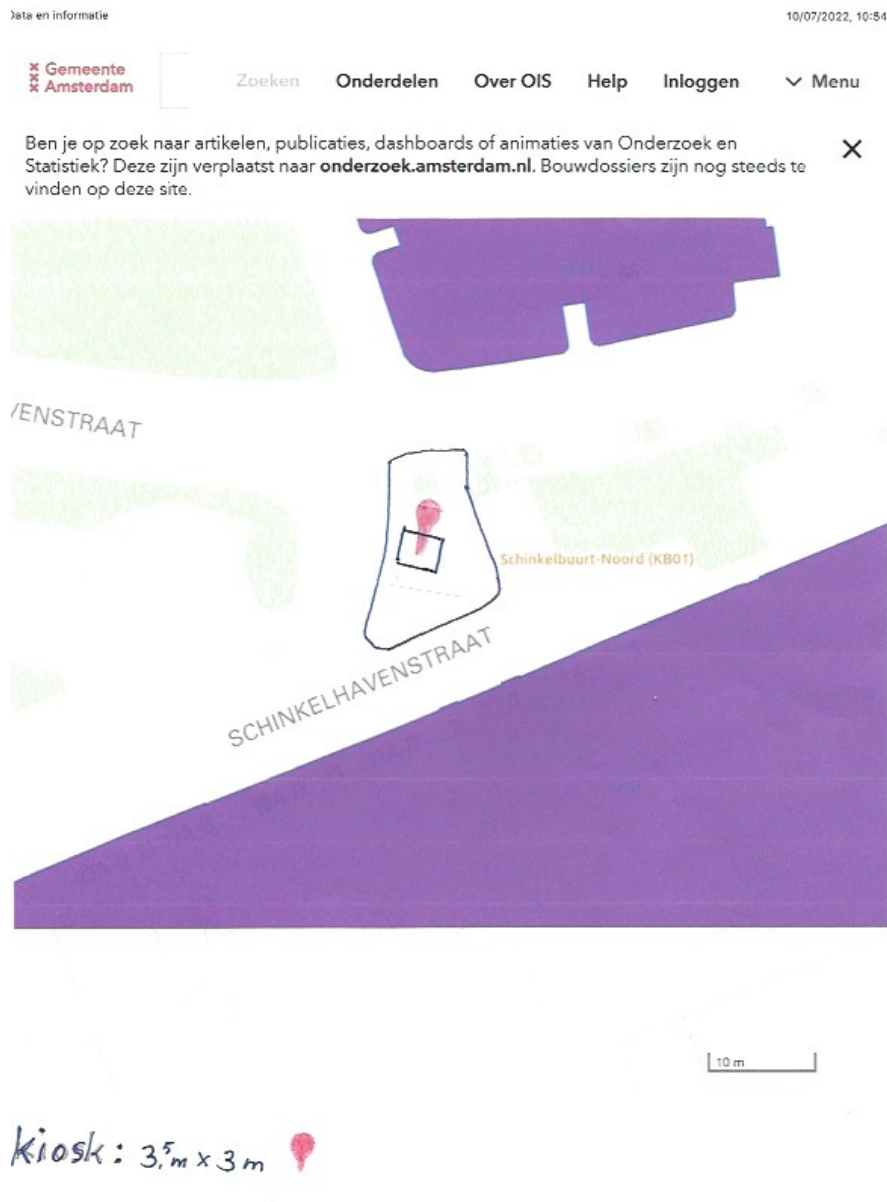 Data en informatie
10/07/2022, 10:54
Gemeente
Amsterdam
Zoeken Onderdelen Over OIS Help Inloggen Menu
Ben je op zoek naar artikelen, publicaties, dashboards of animaties van Onderzoek en
Statistiek? Deze zijn verplaatst naar onderzoek.amsterdam.nl. Bouwdossiers zijn nog steeds te
vinden op deze site.
VENSTRAAT
Schinkelbuurt-Noord (KB01)
SCHINKELHAVENSTRAAT
10 m
kiosk: 3,5m x 3m